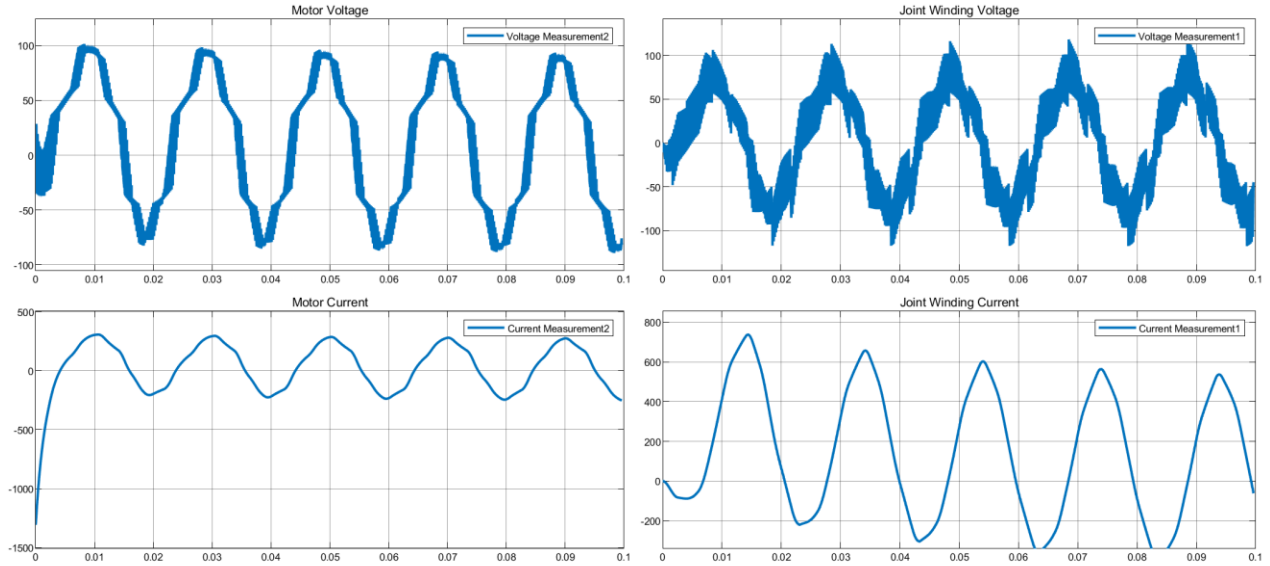 Motor Voltage
Voltage Measurement2
100
50
0
-50
-100
0 0.01 0.02 0.03 0.04 0.05 0.06 0.07 0.08 0.09 0.1
Joint Winding Voltage
Voltage Measurement1
100
50
0
-50
-100
0 0.01 0.02 0.03 0.04 0.05 0.06 0.07 0.08 0.09 0.1
Motor Current
Current Measurement2
500
0
-500
-1000
-1500
0 0.01 0.02 0.03 0.04 0.05 0.06 0.07 0.08 0.09 0.1
Joint Winding Current
Current Measurement1
800
600
400
200
0
-200
0 0.01 0.02 0.03 0.04 0.05 0.06 0.07 0.08 0.09 0.1